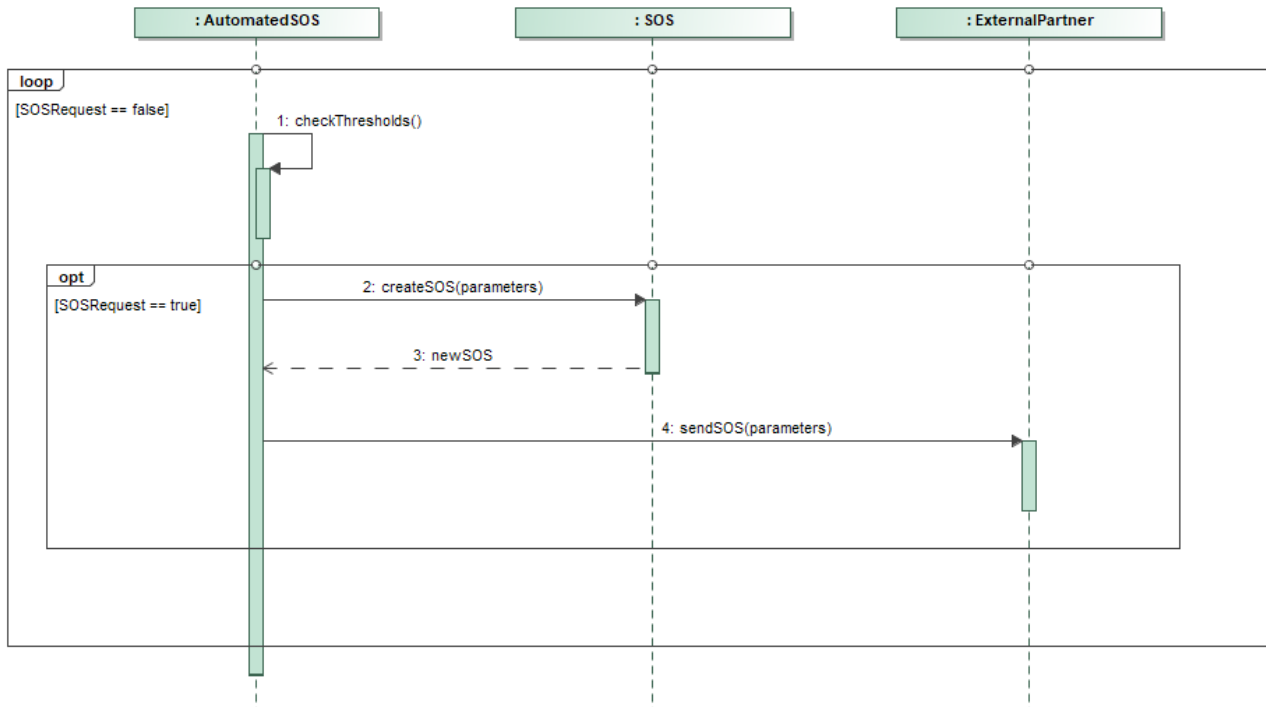 : AutomatedSOS
: SOS
: ExternalPartner
loop
[SOSRequest == false]
1: checkThresholds()
opt
[SOSRequest == true]
2: createSOS(parameters)
3: newSOS
4: sendSOS(parameters)